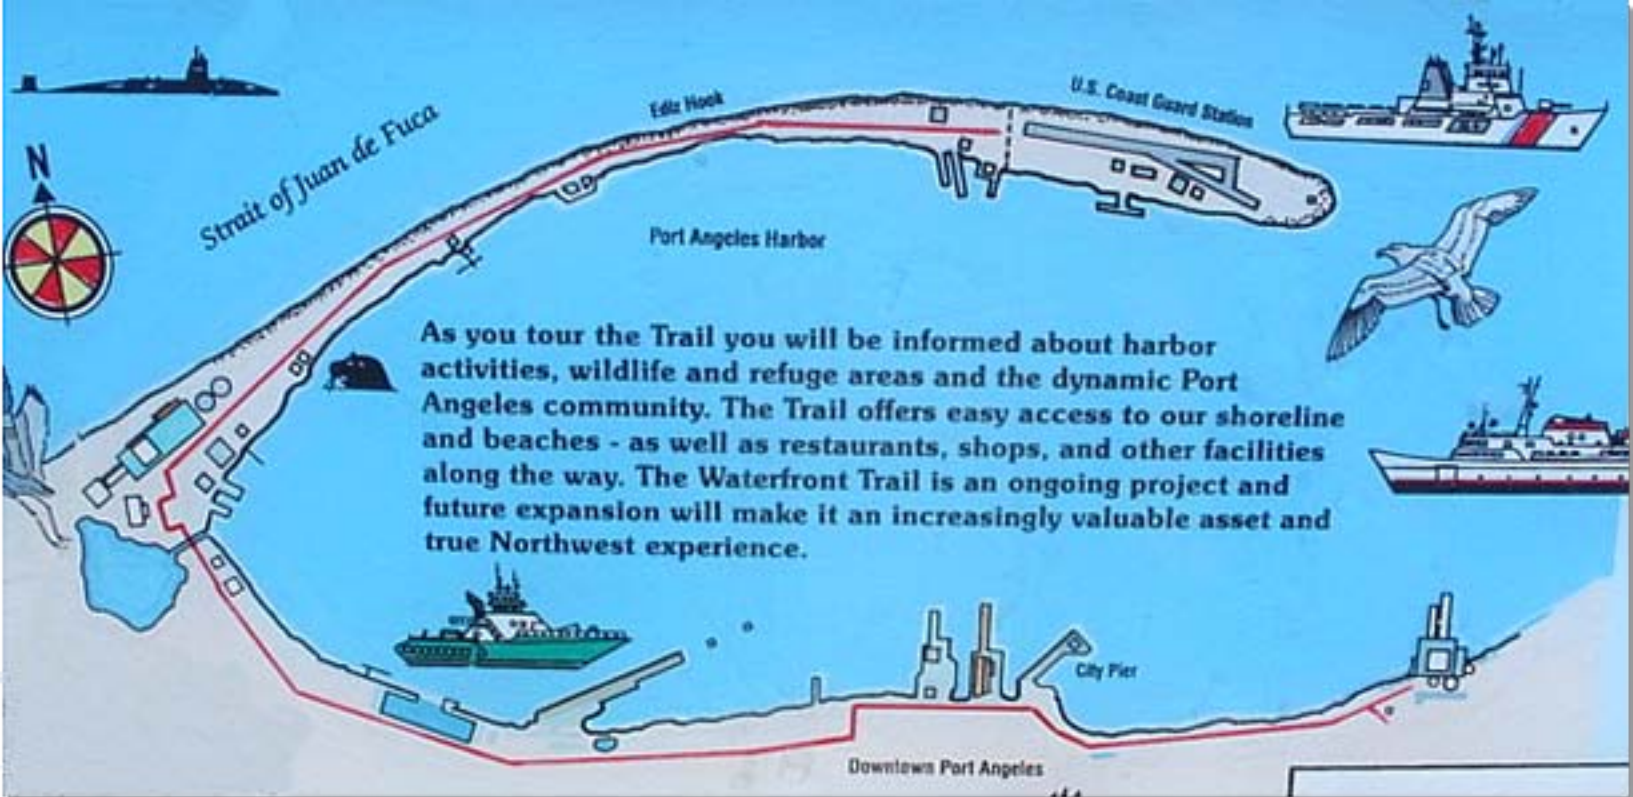 U.S. Coast Guard Station
Ediz Hook
Strait of Juan de Fuca
N
Port Angeles Harbor
As you tour the Trail you will be informed about harbor
activities, wildlife and refuge areas and the dynamic Port
Angeles community. The Trail offers easy access to our shoreline
and beaches - as well as restaurants, shops, and other facilities
along the way. The Waterfront Trail is an ongoing project and
future expansion will make it an increasingly valuable asset and
true Northwest experience.
City Pier
Downtown Port Angeles